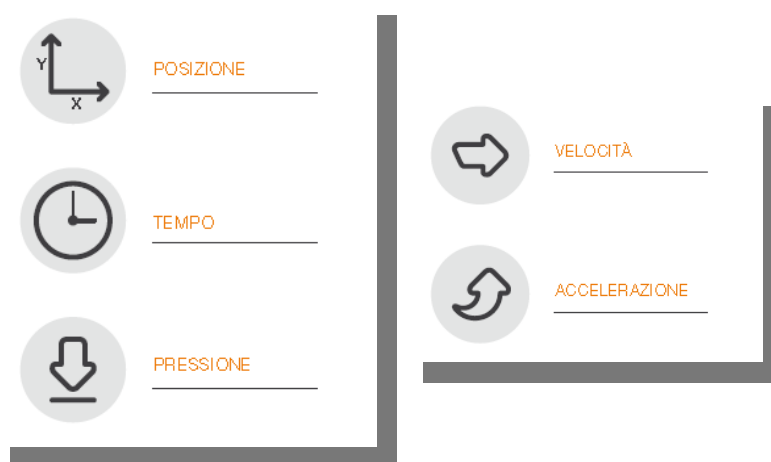 Y
X
POSIZIONE
TEMPO
PRESSIONE
VELOCITÀ
ACCELERAZIONE